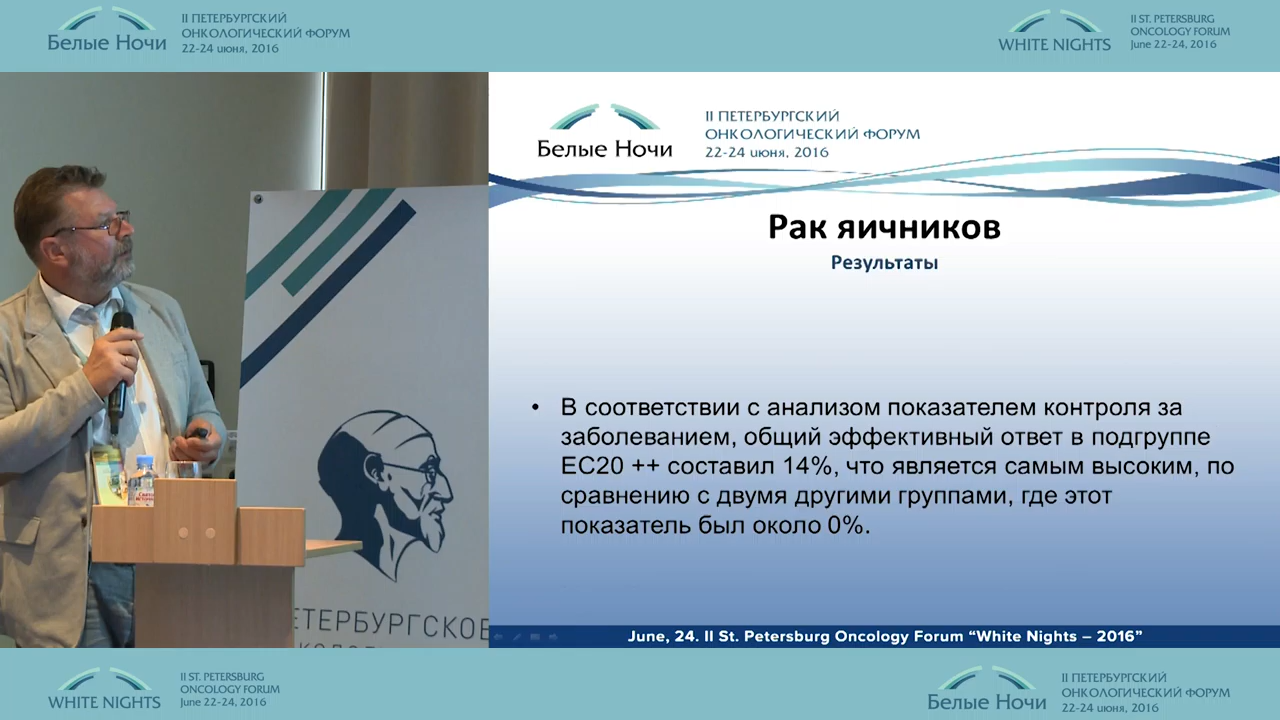 Белые Ночи
II ПЕТЕРБУРГСКИЙ
ОНКОЛОГИЧЕСКИЙ ФОРУМ
22-24 июня, 2016
WHITE NIGHTS
II ST. PETERSBURG
ONCOLOGY FORUM
June 22-24, 2016
Белые Ночи
II ПЕТЕРБУРГСКИЙ
ОНКОЛОГИЧЕСКИЙ ФОРУМ
22-24 июня, 2016
Рак яичников
Результаты
• В соответствии с анализом показателем контроля за
заболеванием, общий эффективный ответ в подгруппе
EC20 ++ составил 14%, что является самым высоким, по
сравнению с двумя другими группами, где этот
показатель был около 0%.
ЕТЕРБУРГСКОЕ
June, 24. II St. Petersburg Oncology Forum “White Nights – 2016”
WHITE NIGHTS
II ST. PETERSBURG
ONCOLOGY FORUM
June 22-24, 2016
Белые Ночи
II ПЕТЕРБУРГСКИЙ
ОНКОЛОГИЧЕСКИЙ ФОРУМ
22-24 июня, 2016